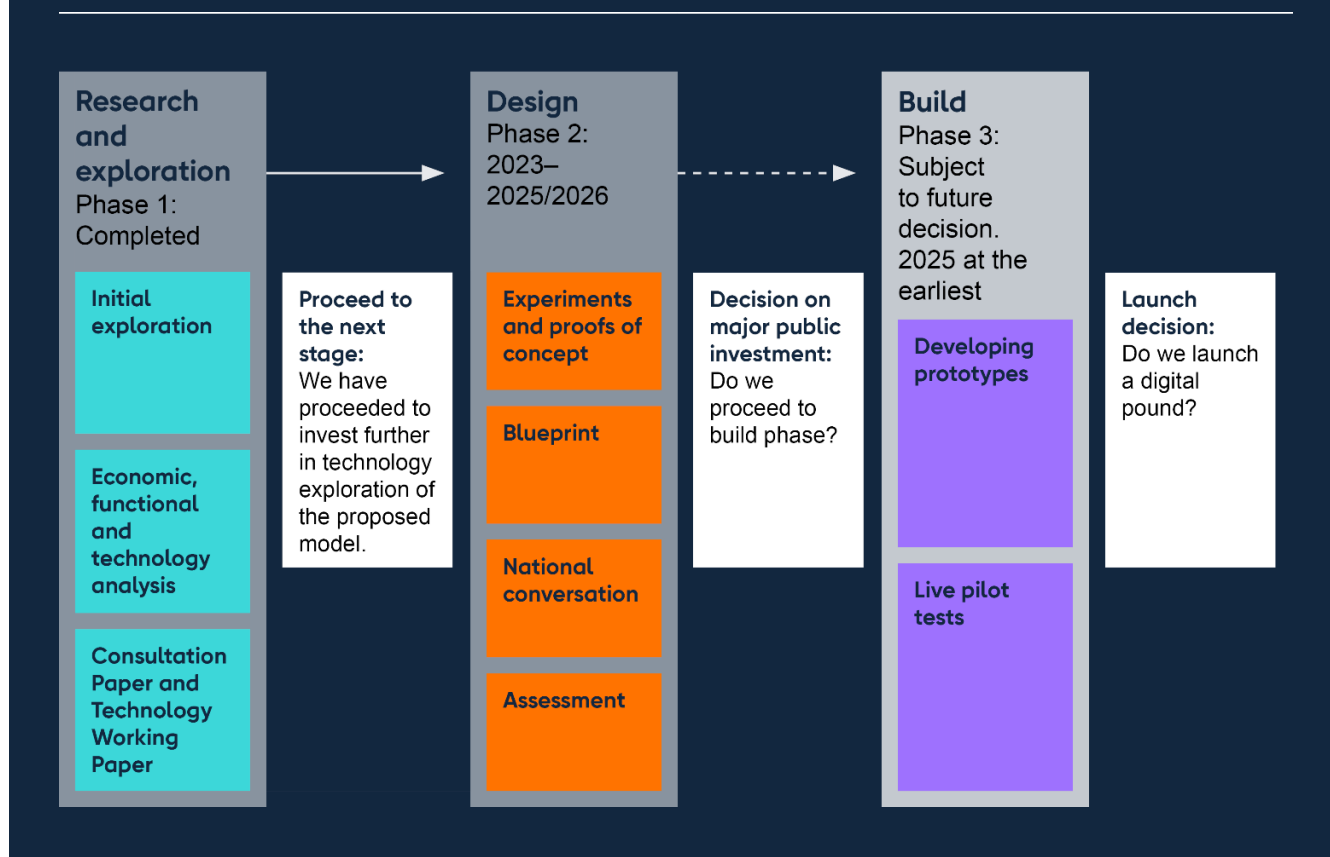 Research
and
exploration
Phase 1:
Completed
Initial
exploration
Economic,
functional
and
technology
analysis
Consultation
Paper and
Technology
Working
Paper
Proceed to
the next
stage:
We have
proceeded to
invest further
in technology
exploration of
the proposed
model.
Design
Phase 2:
2023–
2025/2026
Experiments
and proofs of
concept
Blueprint
National
conversation
Assessment
Decision on
major public
investment:
Do we
proceed to
build phase?
Build
Phase 3:
Subject
to future
decision.
2025 at the
earliest
Developing
prototypes
Live pilot
tests
Launch
decision:
Do we launch
a digital
pound?